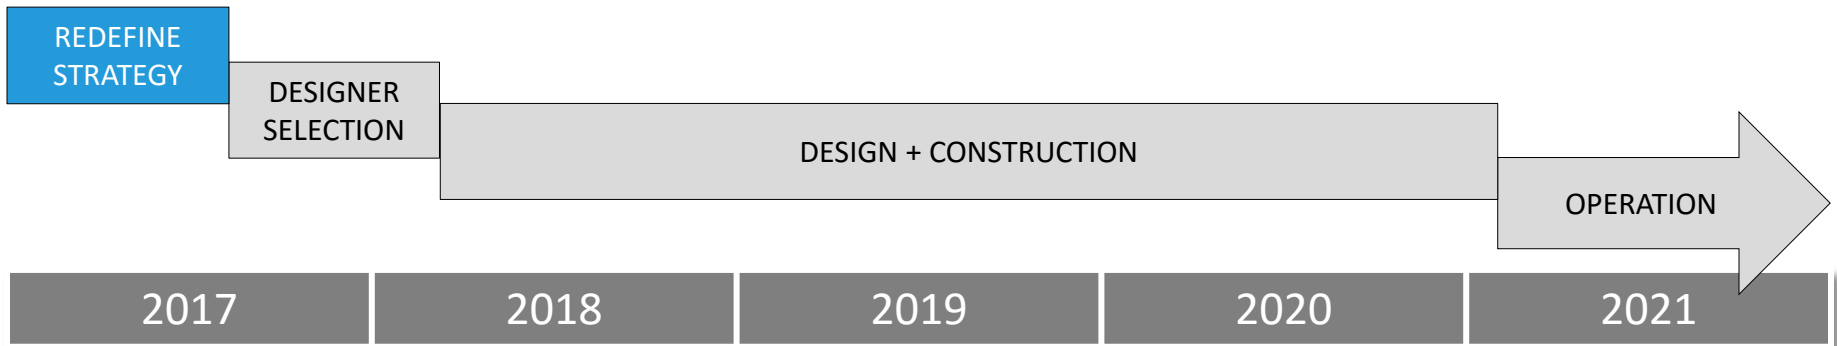 REDEFINE
STRATEGY
DESIGNER
SELECTION
DESIGN + CONSTRUCTION
OPERATION
2017
2018
2019
2020
2021